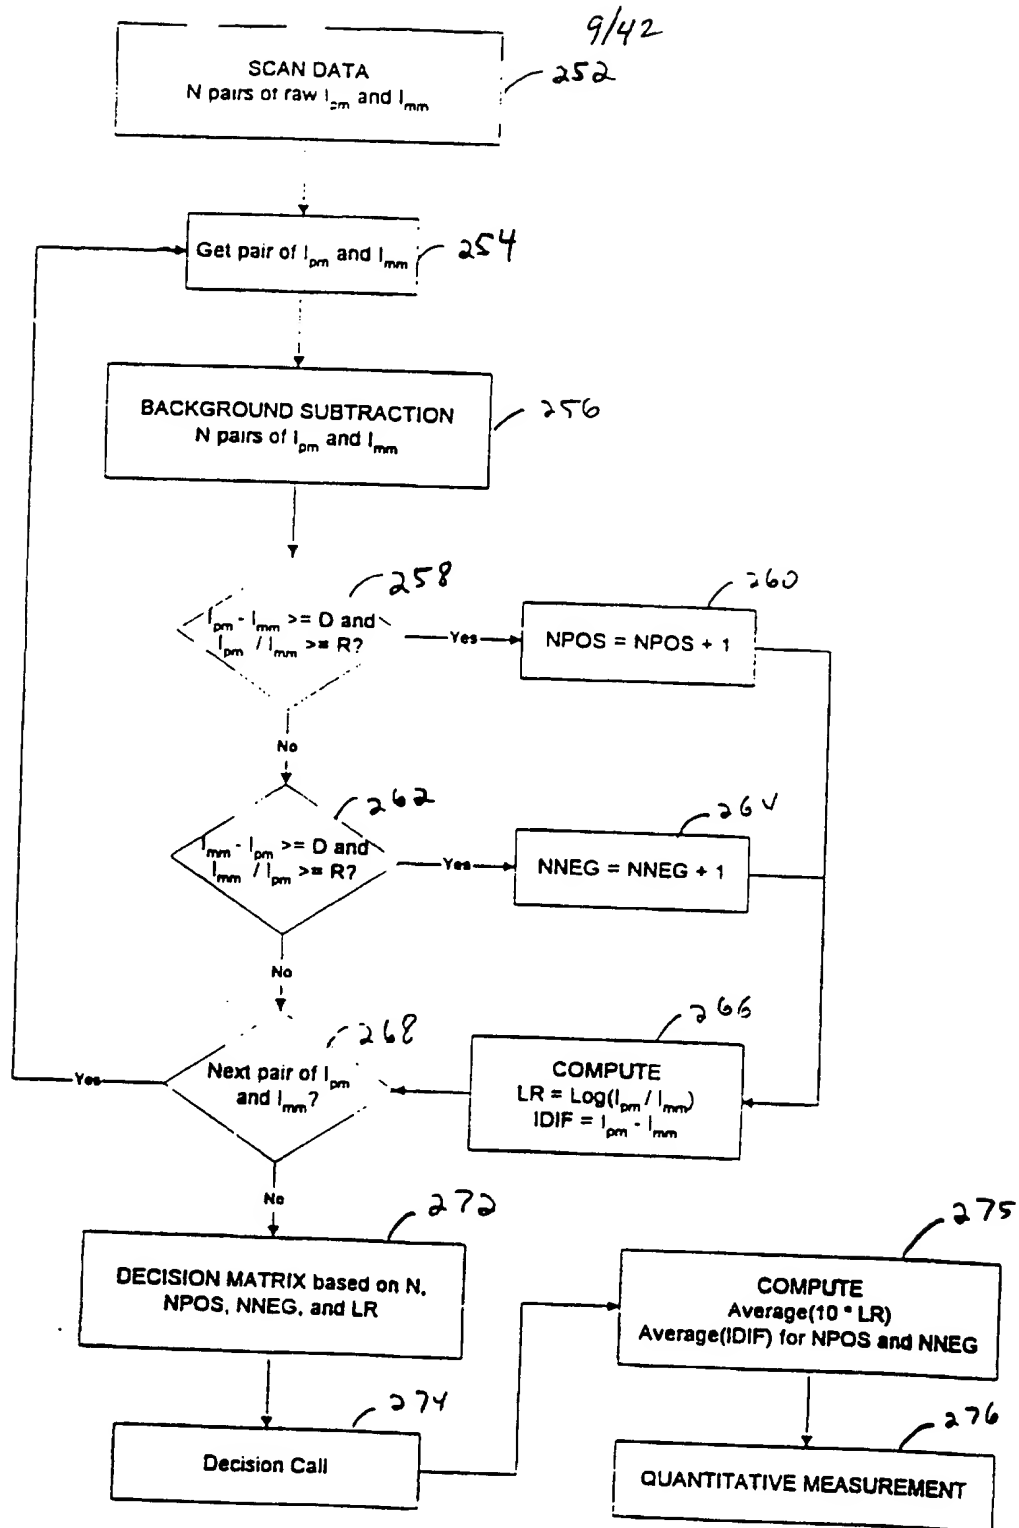 9/42
SCAN DATA
N pairs of raw Ipm and Imm
252
Get pair of Ipm and Imm
254
BACKGROUND SUBTRACTION
N pairs of Ipm and Imm
256
258
Ipm - Imm >= D and
Ipm / Imm >= R?
Yes
260
NPOS = NPOS + 1
No
262
Imm - Ipm >= D and
Imm / Ipm >= R?
Yes
264
NNEG = NNEG + 1
No
268
Next pair of Ipm
and Imm?
Yes
266
COMPUTE
LR = Log(Ipm / Imm)
IDIF = Ipm - Imm
No
272
DECISION MATRIX based on N,
NPOS, NNEG, and LR
274
Decision Call
275
COMPUTE
Average(10 * LR)
Average(IDIF) for NPOS and NNEG
276
QUANTITATIVE MEASUREMENT